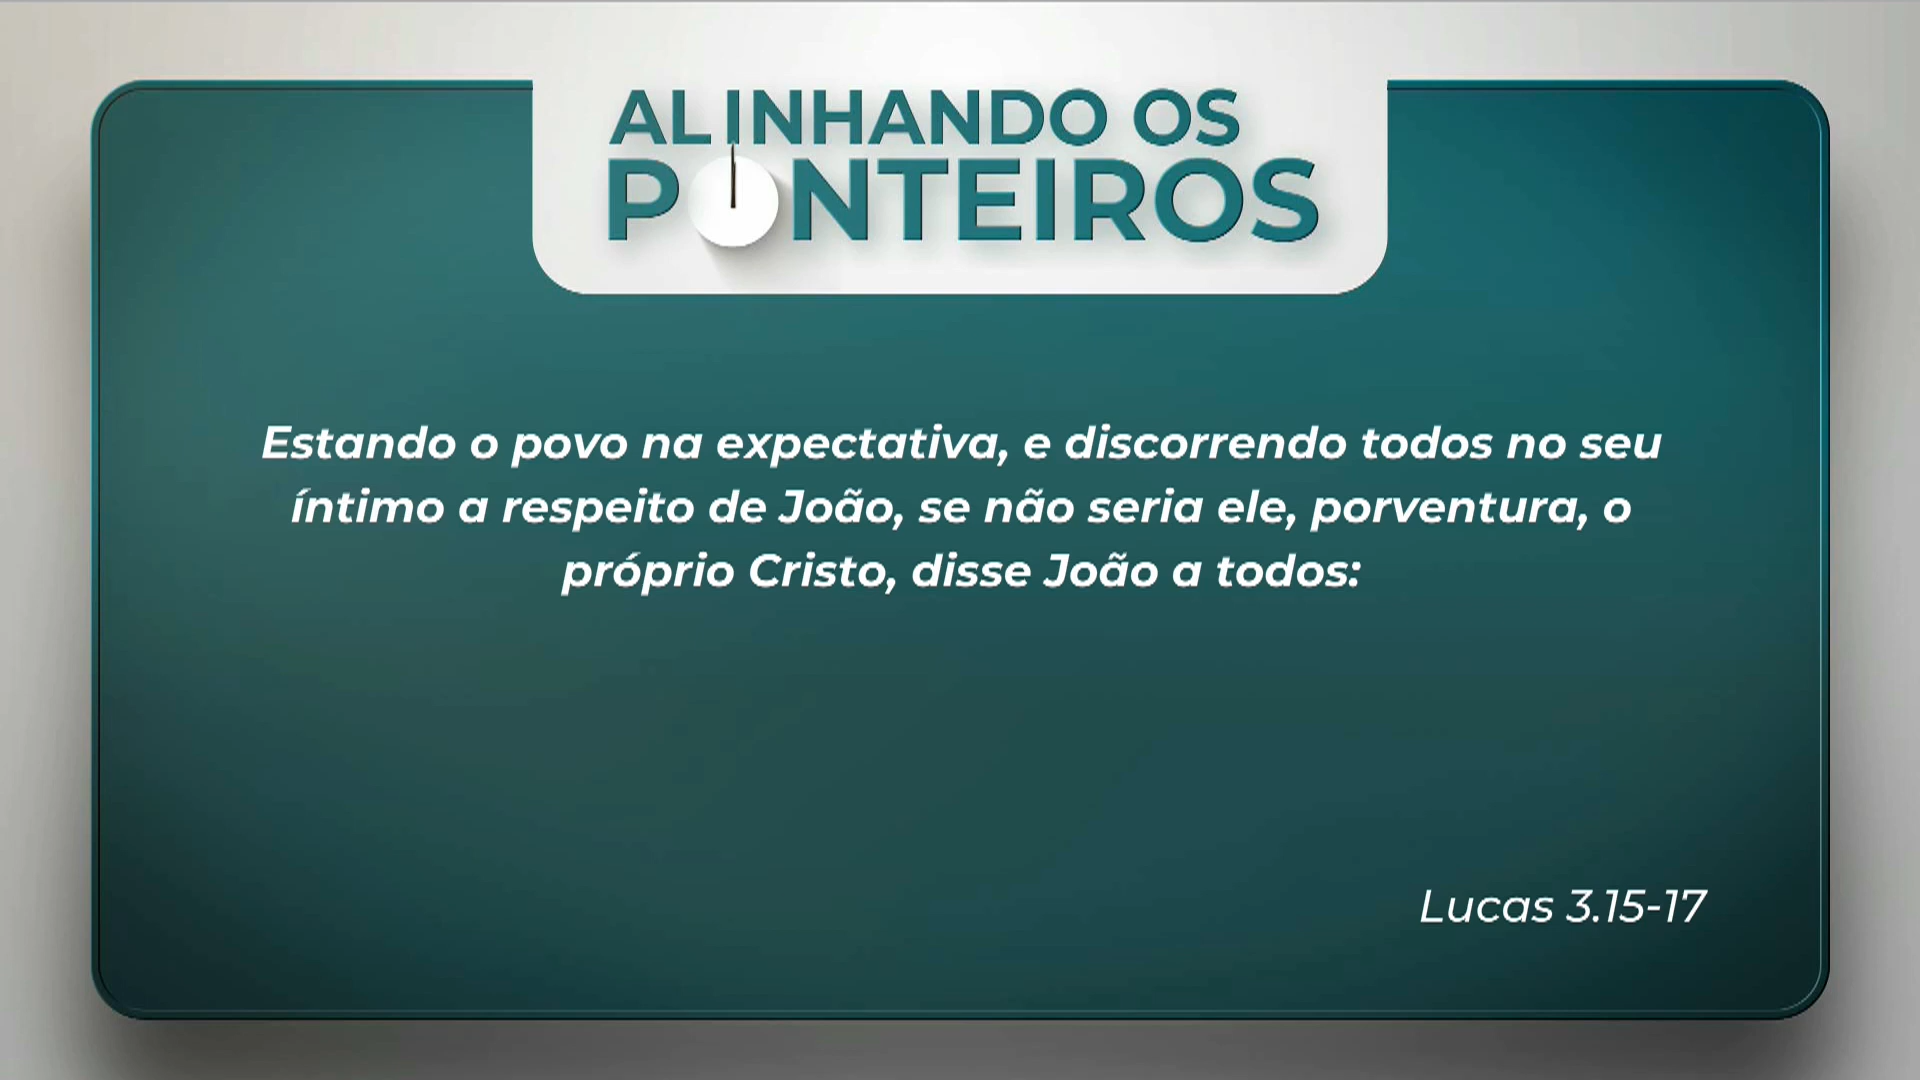 ALINHANDO OS
PONTEIROS
Estando o povo na expectativa, e discorrendo todos no seu
íntimo a respeito de João, se não seria ele, porventura, o
próprio Cristo, disse João a todos:
Lucas 3.15-17